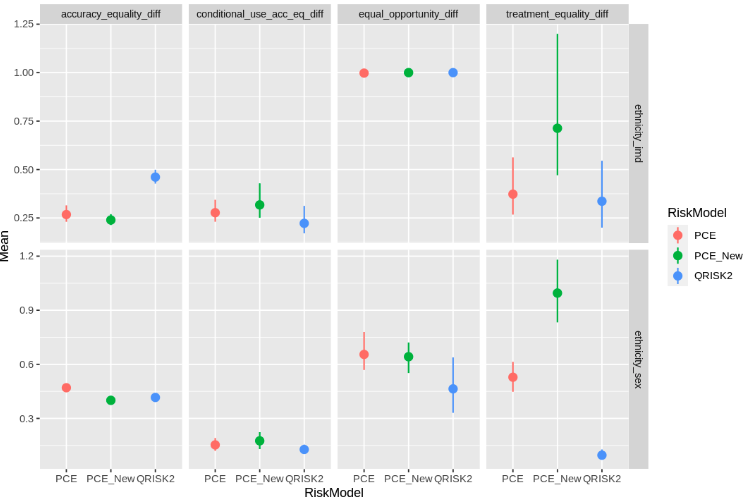 accuracy_equality_diff conditional_use_acc_eq_diff equal_opportunity_diff treatment_equality_diff
1.25
1.00
0.75
0.50
0.25
ethnicity_imd
1.2
0.9
0.6
0.3
ethnicity_sex
Mean
PCE PCE_New QRISK2 PCE PCE_New QRISK2 PCE PCE_New QRISK2 PCE PCE_New QRISK2
RiskModel
RiskModel
PCE
PCE_New
QRISK2